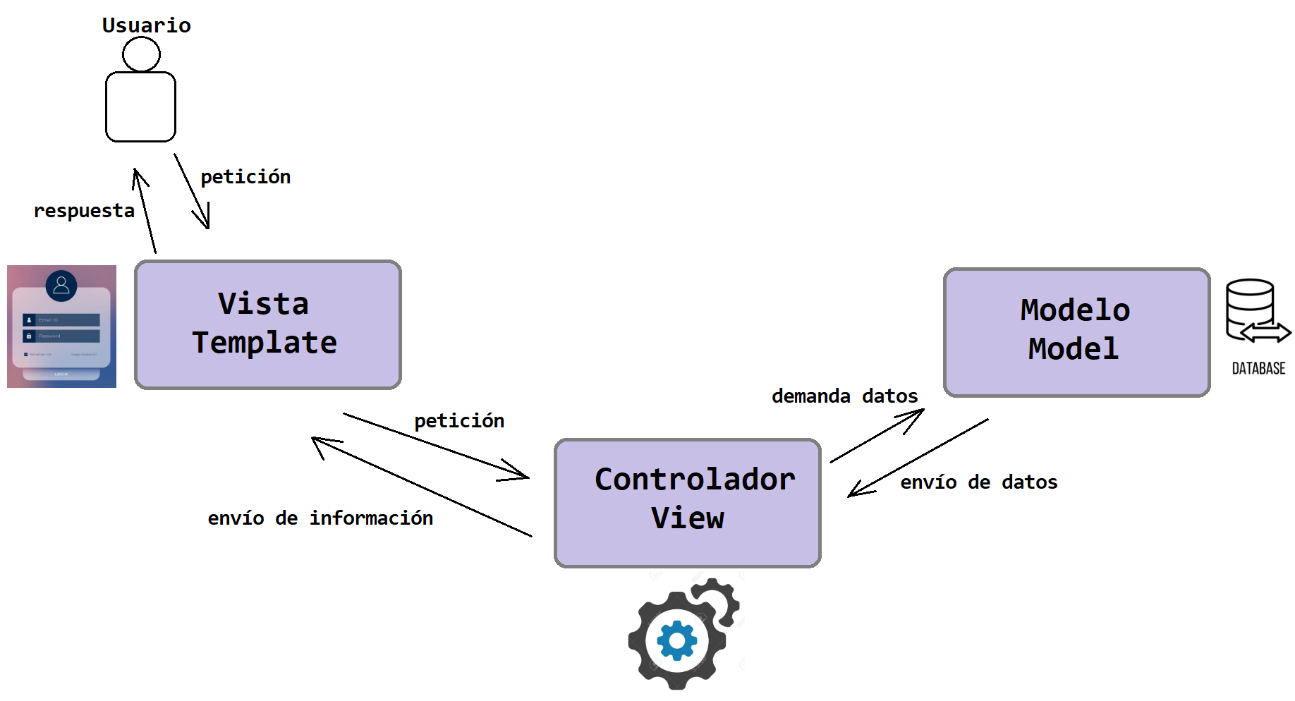 Usuario
petición
respuesta
Vista
Template
Modelo
Model
DATABASE
demanda datos
petición
Controlador
View
envío de datos
envío de información